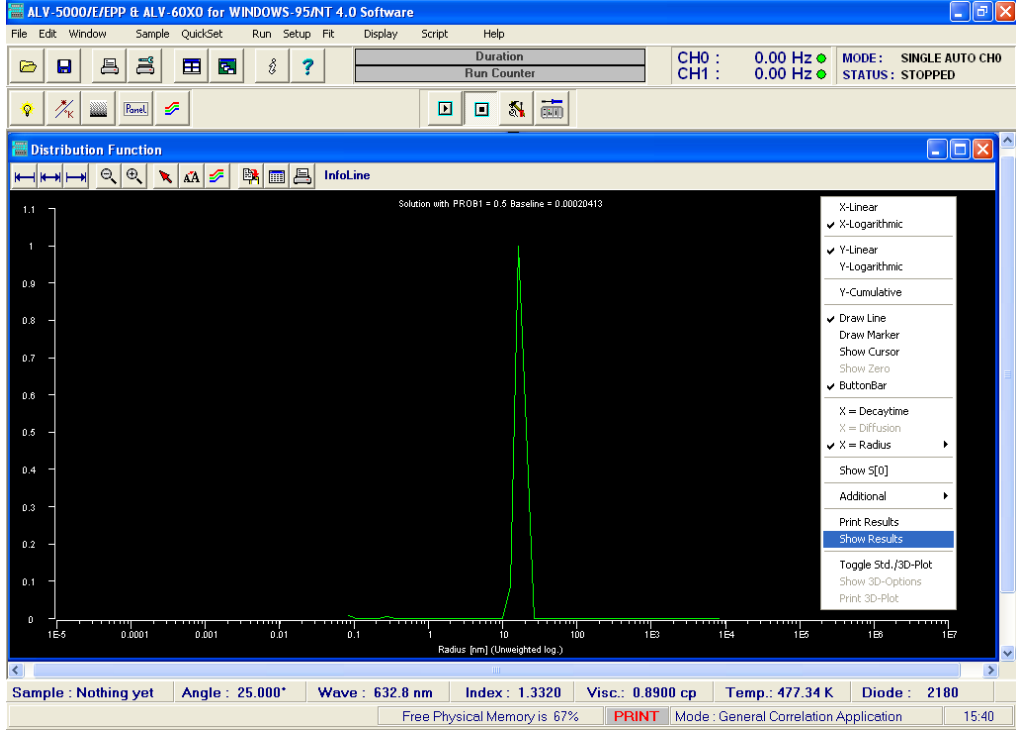 ALV-5000/E/EPP & ALV-60X0 for WINDOWS-95/NT 4.0 Software
File Edit Window Sample QuickSet Run Setup Fit Display Script Help
Duration
Run Counter
CH0 : 0.00 Hz
CH1 : 0.00 Hz
MODE : SINGLE AUTO CH0
STATUS : STOPPED
K
Panel
Distribution Function
AA
InfoLine
Solution with PROB1 = 0.5 Baseline = 0.00020413
1.1
1
0.9
0.8
0.7
0.6
0.5
0.4
0.3
0.2
0.1
0
1E-5 0.0001 0.001 0.01 0.1 1 10 100 1E3 1E4 1E5 1E6 1E7
Radius [nm] (Unweighted log.)
X-Linear
X-Logarithmic
Y-Linear
Y-Logarithmic
Y-Cumulative
Draw Line
Draw Marker
Show Cursor
Show Zero
ButtonBar
X = Decaytime
X = Diffusion
X = Radius
Show S[0]
Additional
Print Results
Show Results
Toggle Std./3D-Plot
Show 3D-Options
Print 3D-Plot
Sample : Nothing yet Angle : 25.000° Wave : 632.8 nm Index : 1.3320 Visc.: 0.8900 cp Temp.: 477.34 K Diode : 2180
Free Physical Memory is 67% PRINT Mode : General Correlation Application 15:40